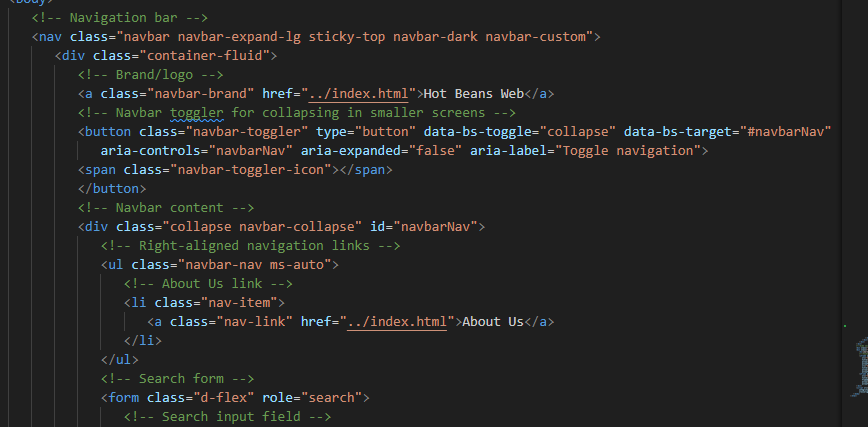 <body>
<!-- Navigation bar -->
<nav class="navbar navbar-expand-lg sticky-top navbar-dark navbar-custom">
<div class="container-fluid">
<!-- Brand/logo -->
<a class="navbar-brand" href="../index.html">Hot Beans Web</a>
<!-- Navbar toggler for collapsing in smaller screens -->
<button class="navbar-toggler" type="button" data-bs-toggle="collapse" data-bs-target="#navbarNav"
aria-controls="navbarNav" aria-expanded="false" aria-label="Toggle navigation">
<span class="navbar-toggler-icon"></span>
</button>
<!-- Navbar content -->
<div class="collapse navbar-collapse" id="navbarNav">
<!-- Right-aligned navigation links -->
<ul class="navbar-nav ms-auto">
<!-- About Us link -->
<li class="nav-item">
<a class="nav-link" href="../index.html">About Us</a>
</li>
</ul>
<!-- Search form -->
<form class="d-flex" role="search">
<!-- Search input field -->